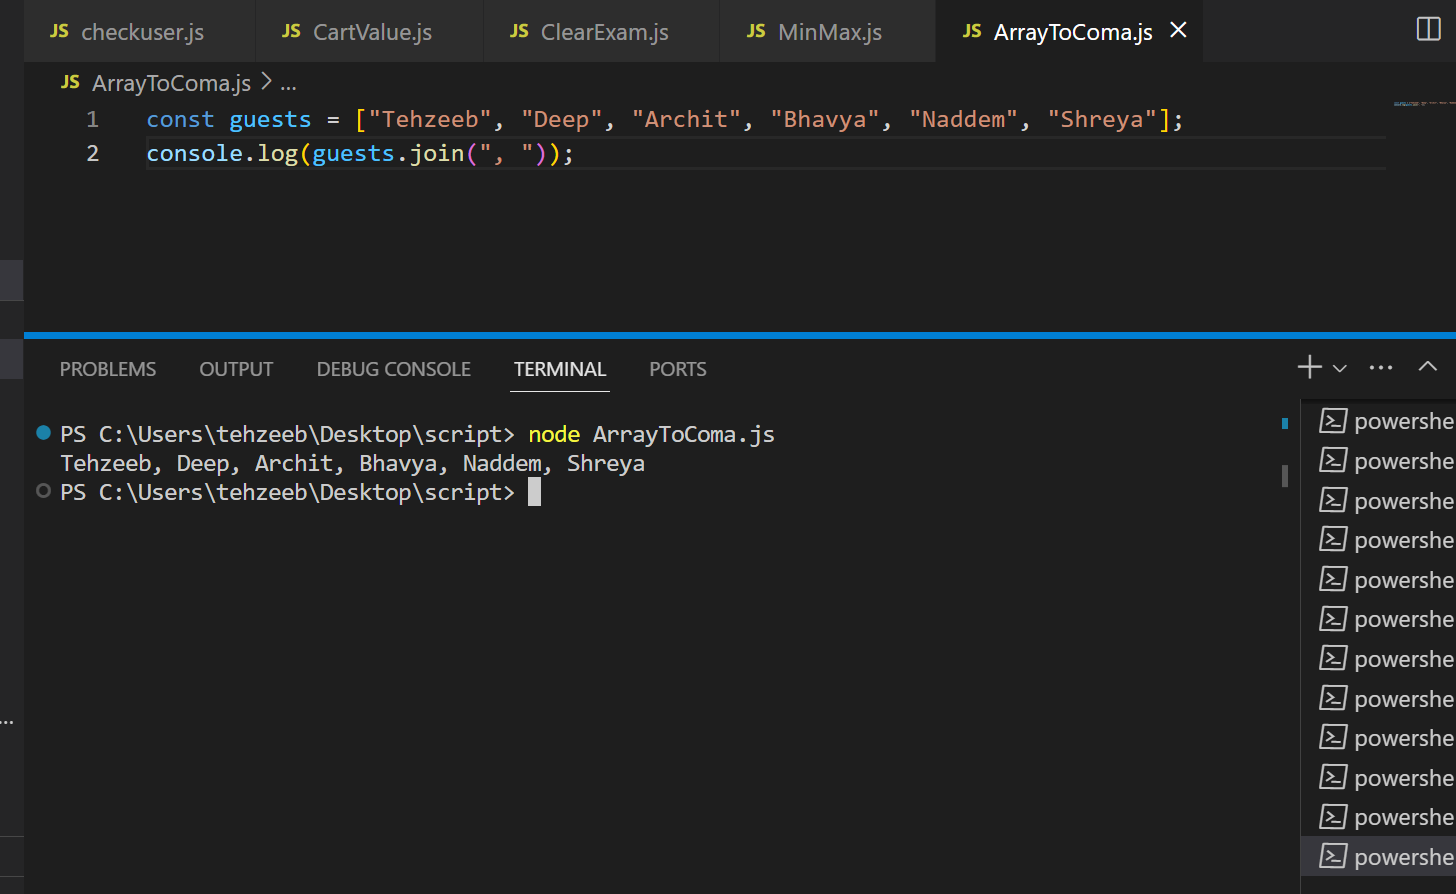 JS checkuser.js JS CartValue.js JS ClearExam.js JS MinMax.js JS ArrayToComa.js
JS ArrayToComa.js > ...
1 const guests = ["Tehzeeb", "Deep", "Archit", "Bhavya", "Naddem", "Shreya"];
2 console.log(guests.join(", "));
PROBLEMS OUTPUT DEBUG CONSOLE TERMINAL PORTS
PS C:\Users\tehzeeb\Desktop\script> node ArrayToComa.js
Tehzeeb, Deep, Archit, Bhavya, Naddem, Shreya
PS C:\Users\tehzeeb\Desktop\script>
powershe
powershe
powershe
powershe
powershe
powershe
powershe
powershe
powershe
powershe
powershe
powershe